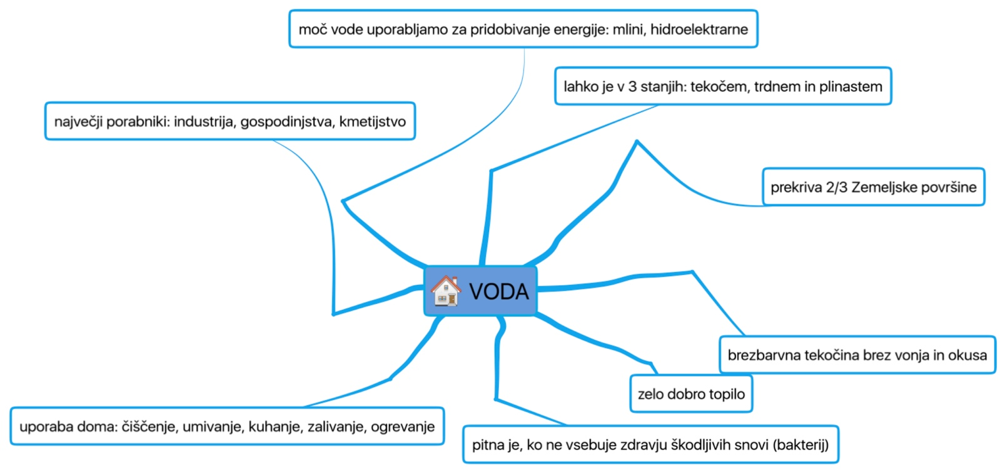 moč vode uporabljamo za pridobivanje energije: mlini, hidroelektrarne
lahko je v 3 stanjih: tekočem, trdnem in plinastem
največji porabniki: industrija, gospodinjstva, kmetijstvo
prekriva 2/3 Zemeljske površine
VODA
brezbarvna tekočina brez vonja in okusa
zelo dobro topilo
uporaba doma: čiščenje, umivanje, kuhanje, zalivanje, ogrevanje
pitna je, ko ne vsebuje zdravju škodljivih snovi (bakterij)